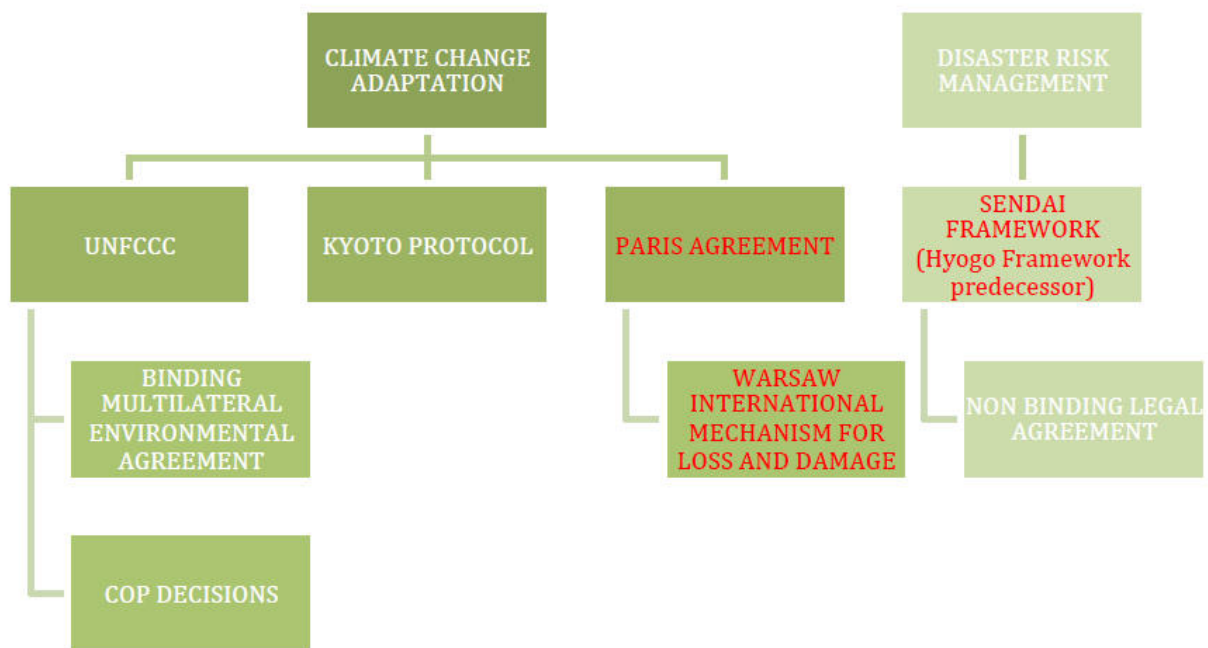 CLIMATE CHANGE
ADAPTATION
DISASTER RISK
MANAGEMENT
UNFCCC
KYOTO PROTOCOL
PARIS AGREEMENT
SENDAI
FRAMEWORK
(Hyogo Framework
predecessor)
BINDING
MULTILATERAL
ENVIRONMENTAL
AGREEMENT
WARSAW
INTERNATIONAL
MECHANISM FOR
LOSS AND DAMAGE
NON BINDING LEGAL
AGREEMENT
COP DECISIONS